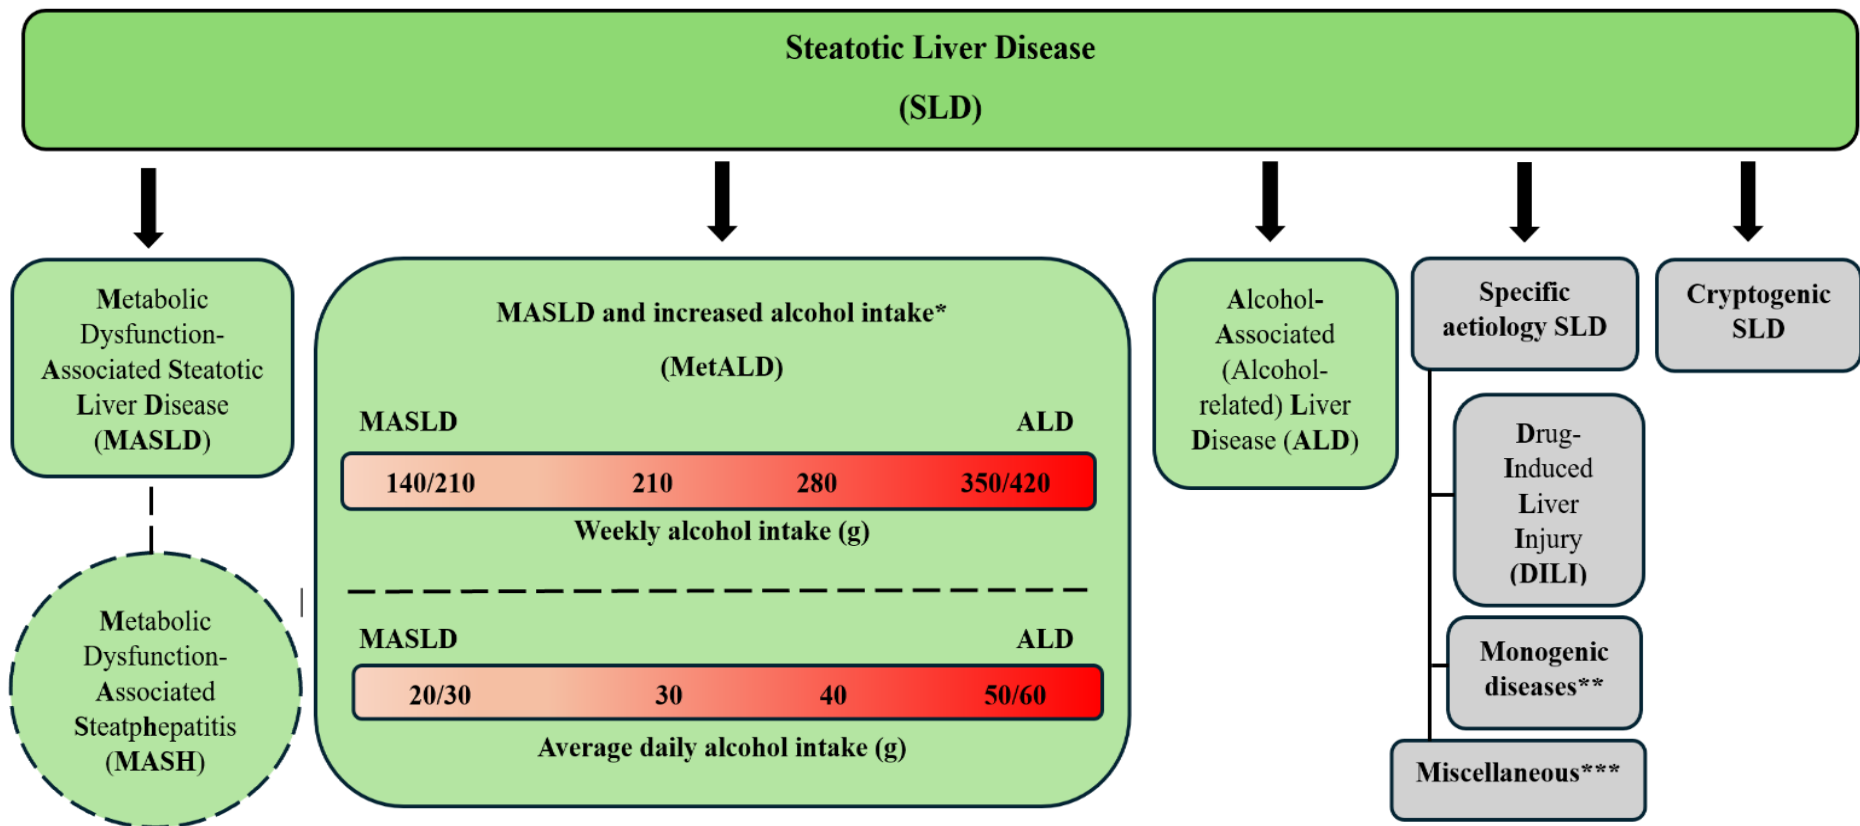 Steatotic Liver Disease
(SLD)
Metabolic
Dysfunction-
Associated Steatotic
Liver Disease
(MASLD)
Metabolic
Dysfunction-
Associated
Steatphepatitis
(MASH)
MASLD and increased alcohol intake*
(MetALD)
MASLD ALD
140/210 210 280 350/420
Weekly alcohol intake (g)
MASLD ALD
20/30 30 40 50/60
Average daily alcohol intake (g)
Alcohol-
Associated
(Alcohol-
related) Liver
Disease (ALD)
Specific
aetiology SLD
Drug-
Induced
Liver
Injury
(DILI)
Monogenic
diseases**
Miscellaneous***
Cryptogenic
SLD